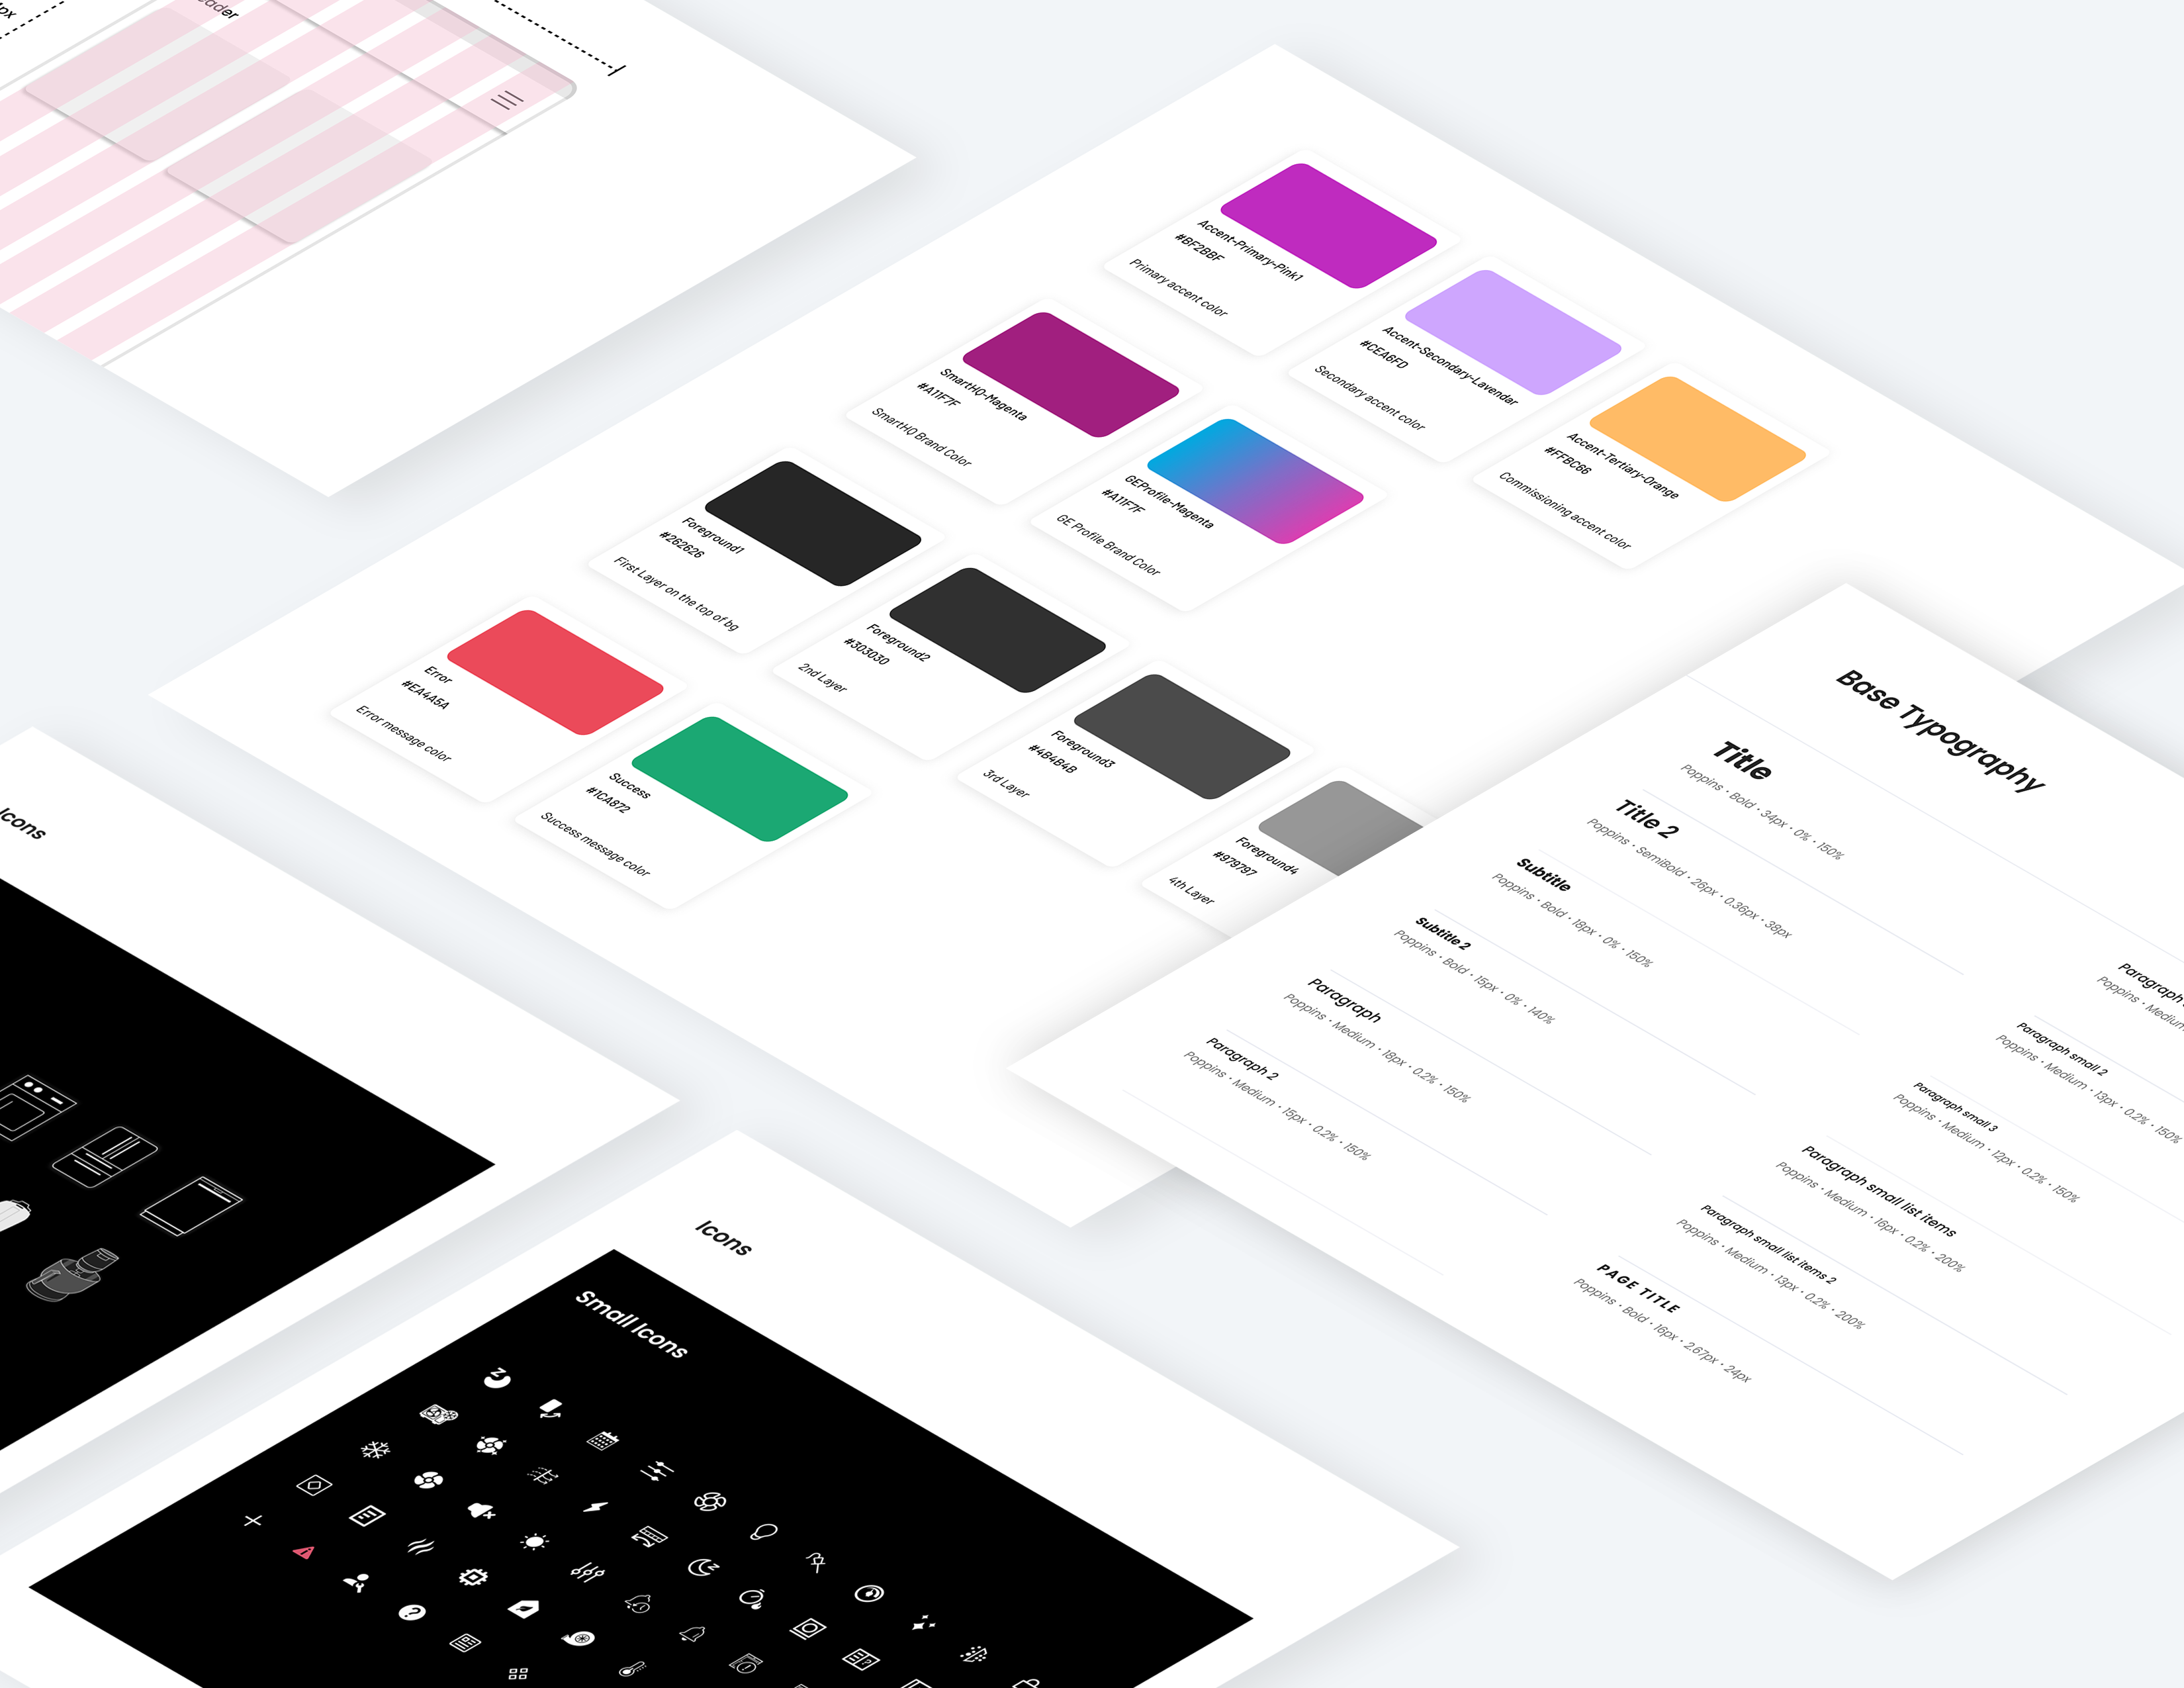 Accent-Primary-Pink1
#BF2BBF
Primary accent color
Accent-Secondary-Lavendar
#CEA6FD
Secondary accent color
Accent-Tertiary-Orange
#FFBC66
Commissioning accent color
SmartHQ-Magenta
#A11F7F
SmartHQ Brand Color
GEProfile-Magenta
#A11F7F
GE Profile Brand Color
Foreground1
#262626
First Layer on the top of bg
Foreground2
#303030
2nd Layer
Foreground3
#4B4B4B
3rd Layer
Foreground4
#979797
4th Layer
Error
#EA4A5A
Error message color
Success
#1CA872
Success message color
Base Typography
Title
Poppins • Bold • 34px • 0% • 150%
Title 2
Poppins • SemiBold • 26px • 0.36px • 38px
Subtitle
Poppins • Bold • 18px • 0% • 150%
Subtitle 2
Poppins • Bold • 15px • 0% • 140%
Paragraph
Poppins • Medium • 18px • 0.2% • 150%
Paragraph 2
Poppins • Medium • 15px • 0.2% • 150%
Paragraph
Poppins • Medium
Paragraph small 2
Poppins • Medium • 13px • 0.2% • 150%
Paragraph small 3
Poppins • Medium • 12px • 0.2% • 150%
Paragraph small list items
Poppins • Medium • 16px • 0.2% • 200%
Paragraph small list items 2
Poppins • Medium • 13px • 0.2% • 200%
PAGE TITLE
Poppins • Bold • 16px • 2.67px • 24px
Icons
Icons
Small Icons